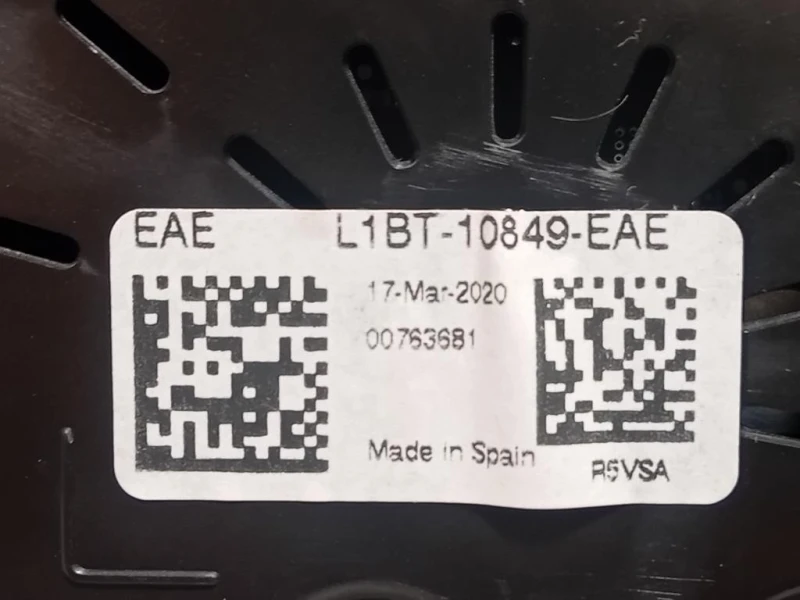 EAE L1BT-10849-EAE
17-Mar-2020
00763681
Made in Spain
R5VSA